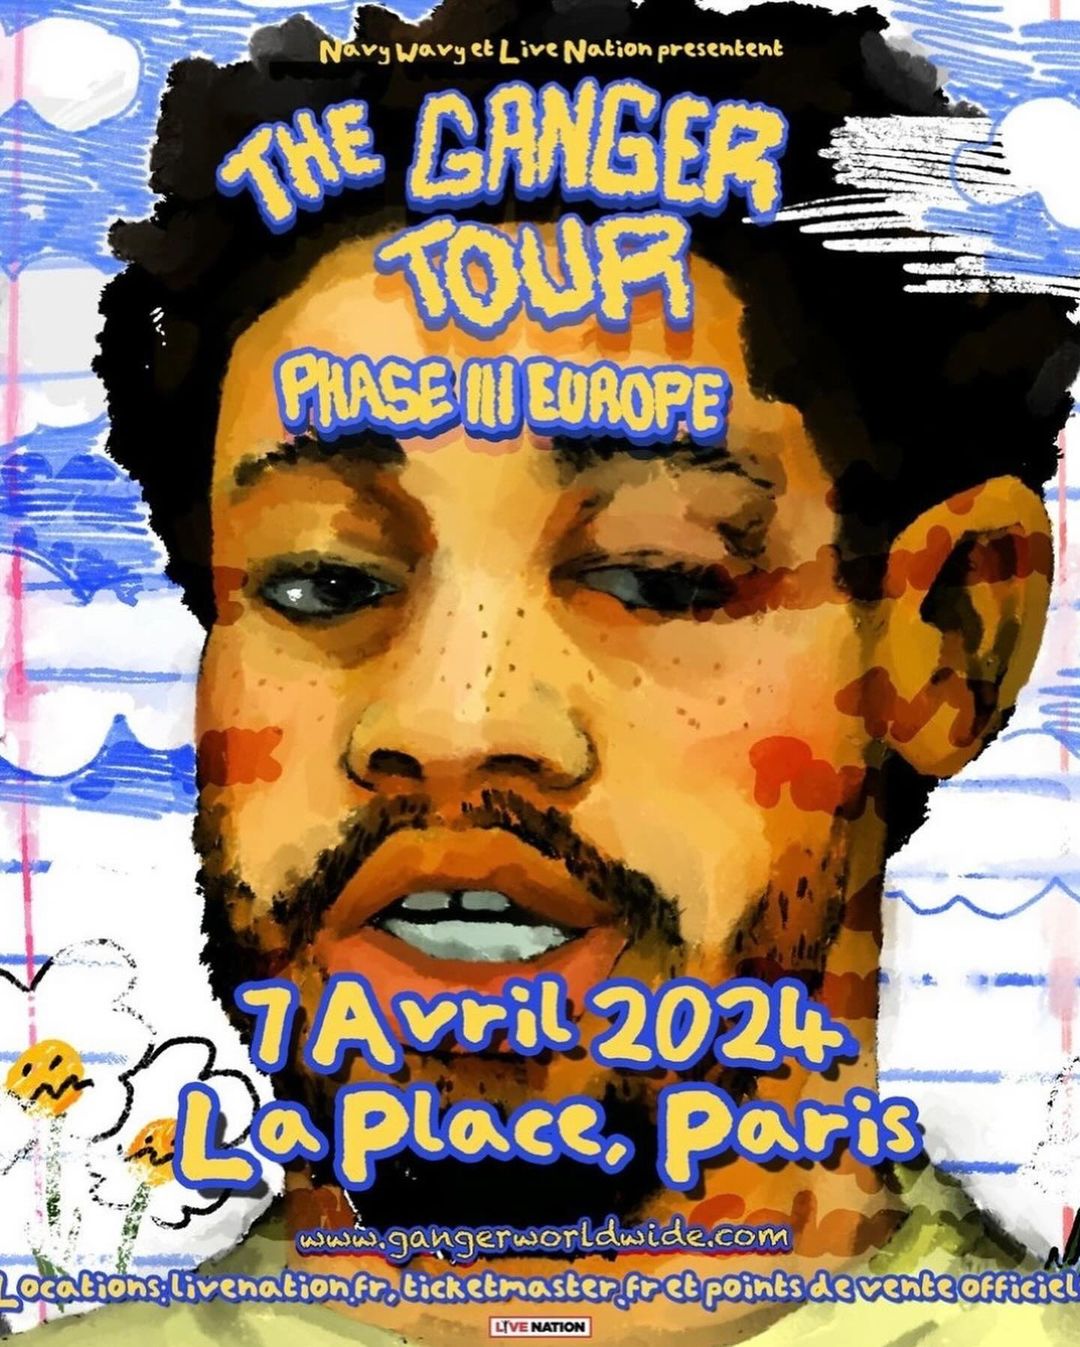 Navy Wavy et Live Nation presentent
THE GANGER
TOUR
PHASE III EUROPE
7 Avril 2024
La Place, Paris
www.gangerworldwide.com
Locations: livenation.fr, ticketmaster.fr et points de vente officiel
LIVE NATION